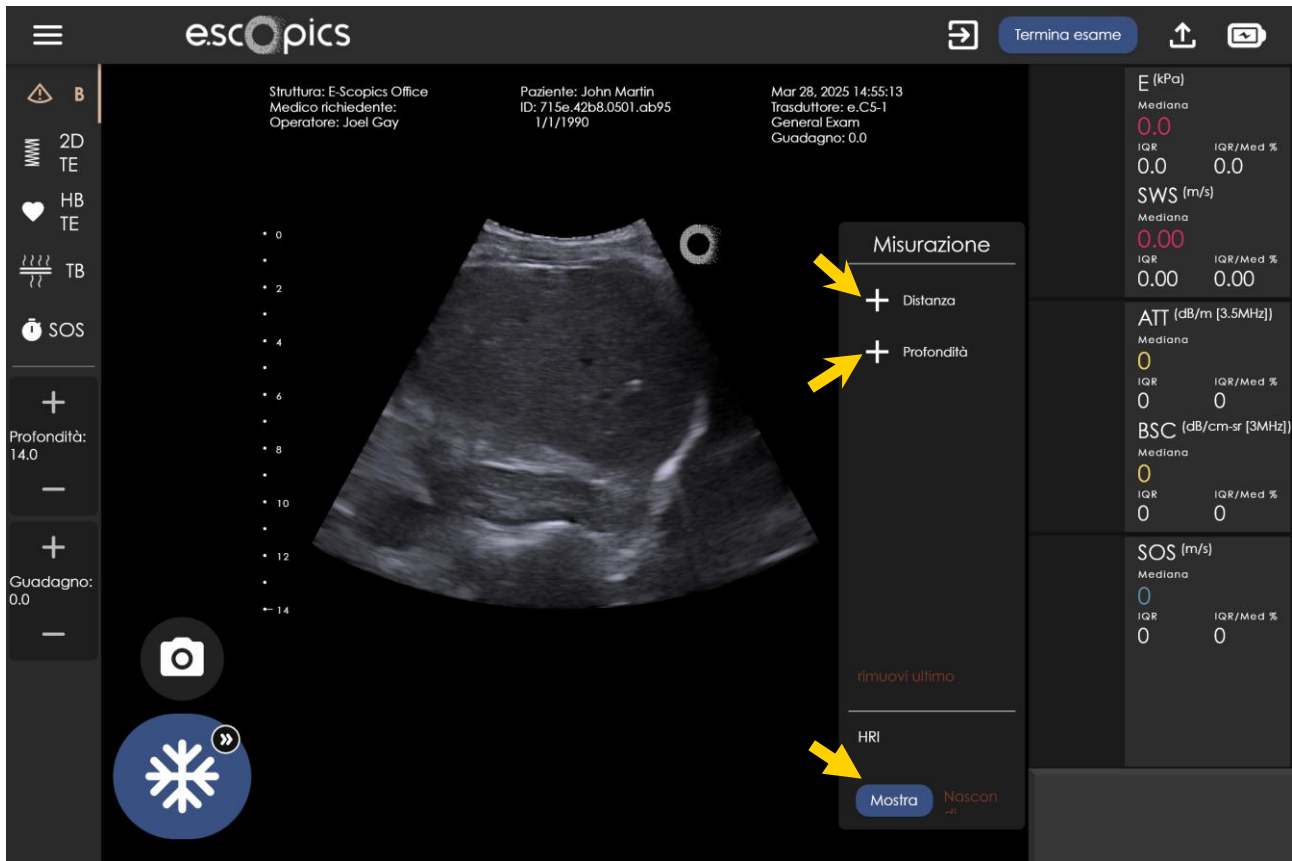 e.scopics
Termina esame
B
2D
TE
HB
TE
TB
SOS
Profondità:
14.0
Guadagno:
0.0
Struttura: E-Scopics Office
Medico richiedente:
Operatore: Joel Gay
Paziente: John Martin
ID: 715e.42b8.0501.ab95
1/1/1990
Mar 28, 2025 14:55:13
Trasduttore: e.C5-1
General Exam
Guadagno: 0.0
0
2
4
6
8
10
12
14
Misurazione
Distanza
Profondità
rimuovi ultimo
HRI
Mostra
Nascon
E (kPa)
Mediana
0.0
IQR IQR/Med %
0.0 0.0
SWS (m/s)
Mediana
0.00
IQR IQR/Med %
0.00 0.00
ATT (dB/m [3.5MHz])
Mediana
0
IQR IQR/Med %
0 0
BSC (dB/cm-sr [3MHz])
Mediana
0
IQR IQR/Med %
0 0
SOS (m/s)
Mediana
0
IQR IQR/Med %
0 0